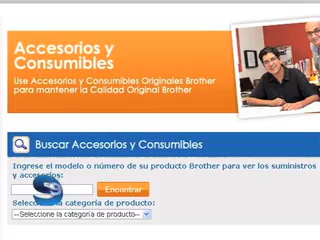 Accesorios y
Consumibles
Use Accesorios y Consumibles Originales Brother
para mantener la Calidad Original Brother
Buscar Accesorios y Consumibles
Ingrese el modelo o número de su producto Brother para ver los suministros
y accesorios:
Encontrar
Seleccione la categoría de producto:
--Seleccione la categoría de producto--